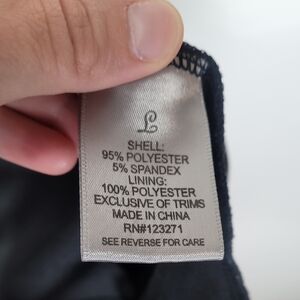 L
SHELL:
95% POLYESTER
5% SPANDEX
LINING:
100% POLYESTER
EXCLUSIVE OF TRIMS
MADE IN CHINA
RN#123271
SEE REVERSE FOR CARE